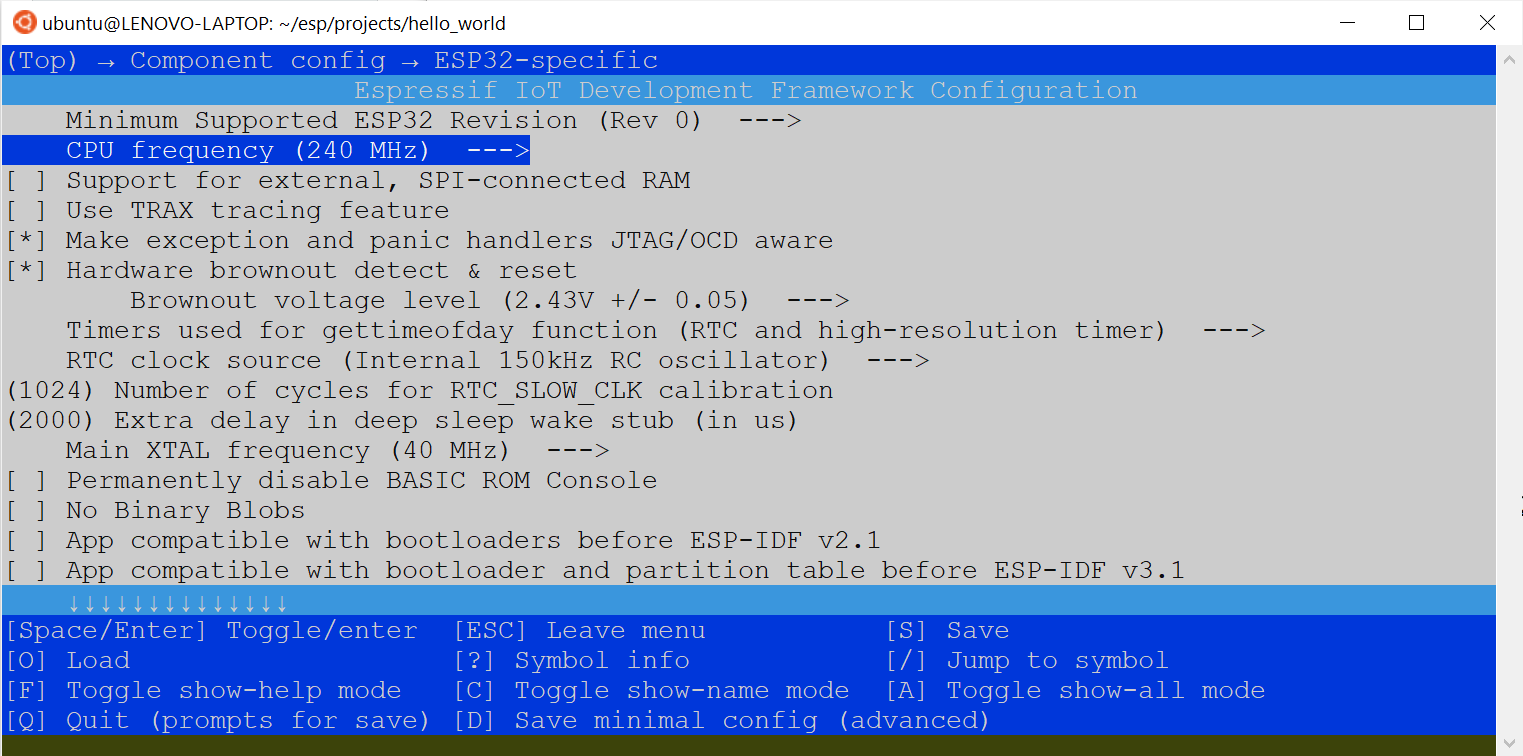 ubuntu@LENOVO-LAPTOP: ~/esp/projects/hello_world
(Top) → Component config → ESP32-specific
Espressif IoT Development Framework Configuration
Minimum Supported ESP32 Revision (Rev 0)  --->
CPU frequency (240 MHz)  --->
[ ] Support for external, SPI-connected RAM
[ ] Use TRAX tracing feature
[*] Make exception and panic handlers JTAG/OCD aware
[*] Hardware brownout detect & reset
Brownout voltage level (2.43V +/- 0.05)  --->
Timers used for gettimeofday function (RTC and high-resolution timer)  --->
RTC clock source (Internal 150kHz RC oscillator)  --->
(1024) Number of cycles for RTC_SLOW_CLK calibration
(2000) Extra delay in deep sleep wake stub (in us)
Main XTAL frequency (40 MHz)  --->
[ ] Permanently disable BASIC ROM Console
[ ] No Binary Blobs
[ ] App compatible with bootloaders before ESP-IDF v2.1
[ ] App compatible with bootloader and partition table before ESP-IDF v3.1
↓↓↓↓↓↓↓↓↓↓↓↓↓↓
[Space/Enter] Toggle/enter  [ESC] Leave menu  [S] Save
[O] Load  [?] Symbol info  [/] Jump to symbol
[F] Toggle show-help mode  [C] Toggle show-name mode  [A] Toggle show-all mode
[Q] Quit (prompts for save)  [D] Save minimal config (advanced)